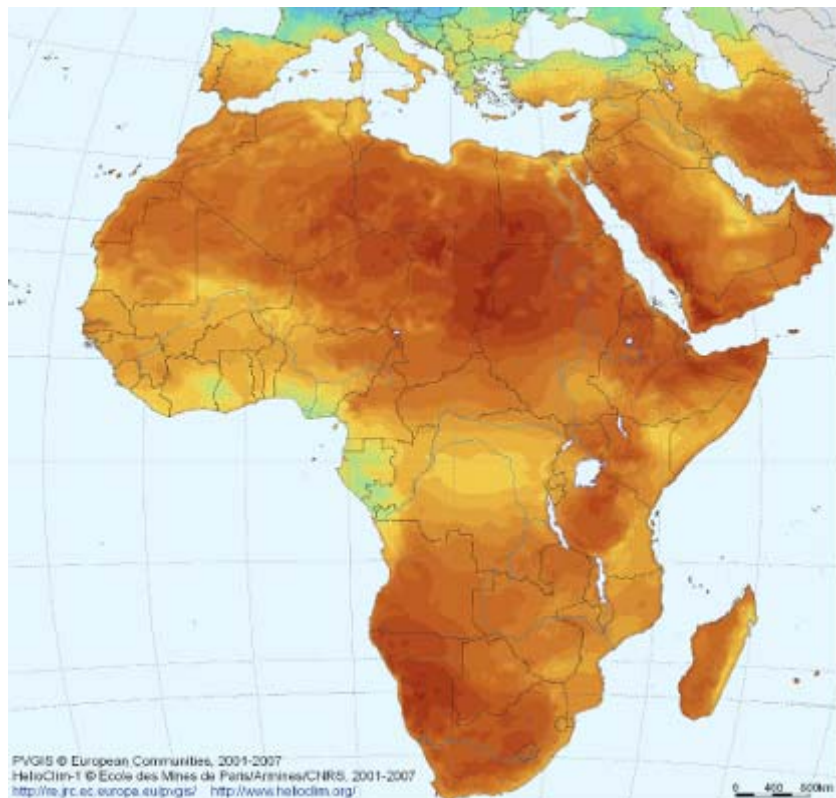 PVGIS © European Communities, 2001-2007
HelioClim-1 © Ecole des Mines de Paris/Armines/CNRS, 2001-2007
http://re.jrc.ec.europa.eu/pvgis/ http://www.helioclim.org/
0 400 800km